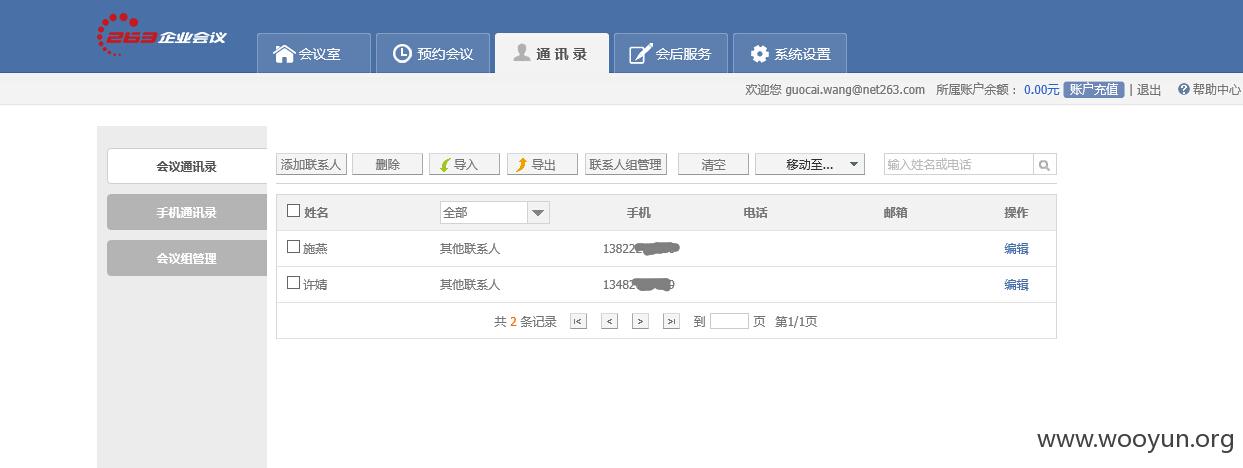 263企业会议
会议室 预约会议 通讯录 会后服务 系统设置
欢迎您 guocai.wang@net263.com 所属账户余额： 0.00元 账户充值 | 退出 帮助中心
会议通讯录
手机通讯录
会议组管理
添加联系人 删除 导入 导出 联系人组管理 清空 移动至... 输入姓名或电话
姓名 全部 手机 电话 邮箱 操作
施燕 其他联系人 13822 编辑
许婧 其他联系人 13482 9 编辑
共 2 条记录 |< < > >| 到 页 第1/1页
www.wooyun.org